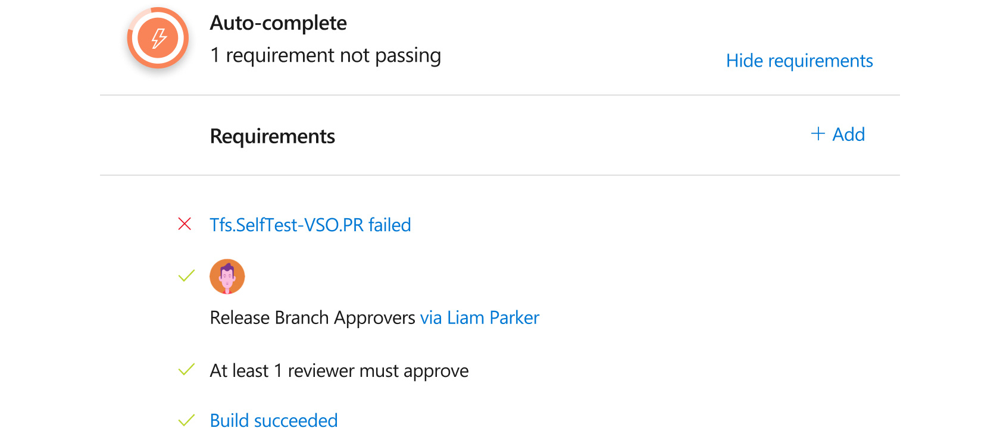 Auto-complete
1 requirement not passing
Hide requirements
Requirements
+ Add
Tfs.SelfTest-VSO.PR failed
Release Branch Approvers via Liam Parker
At least 1 reviewer must approve
Build succeeded